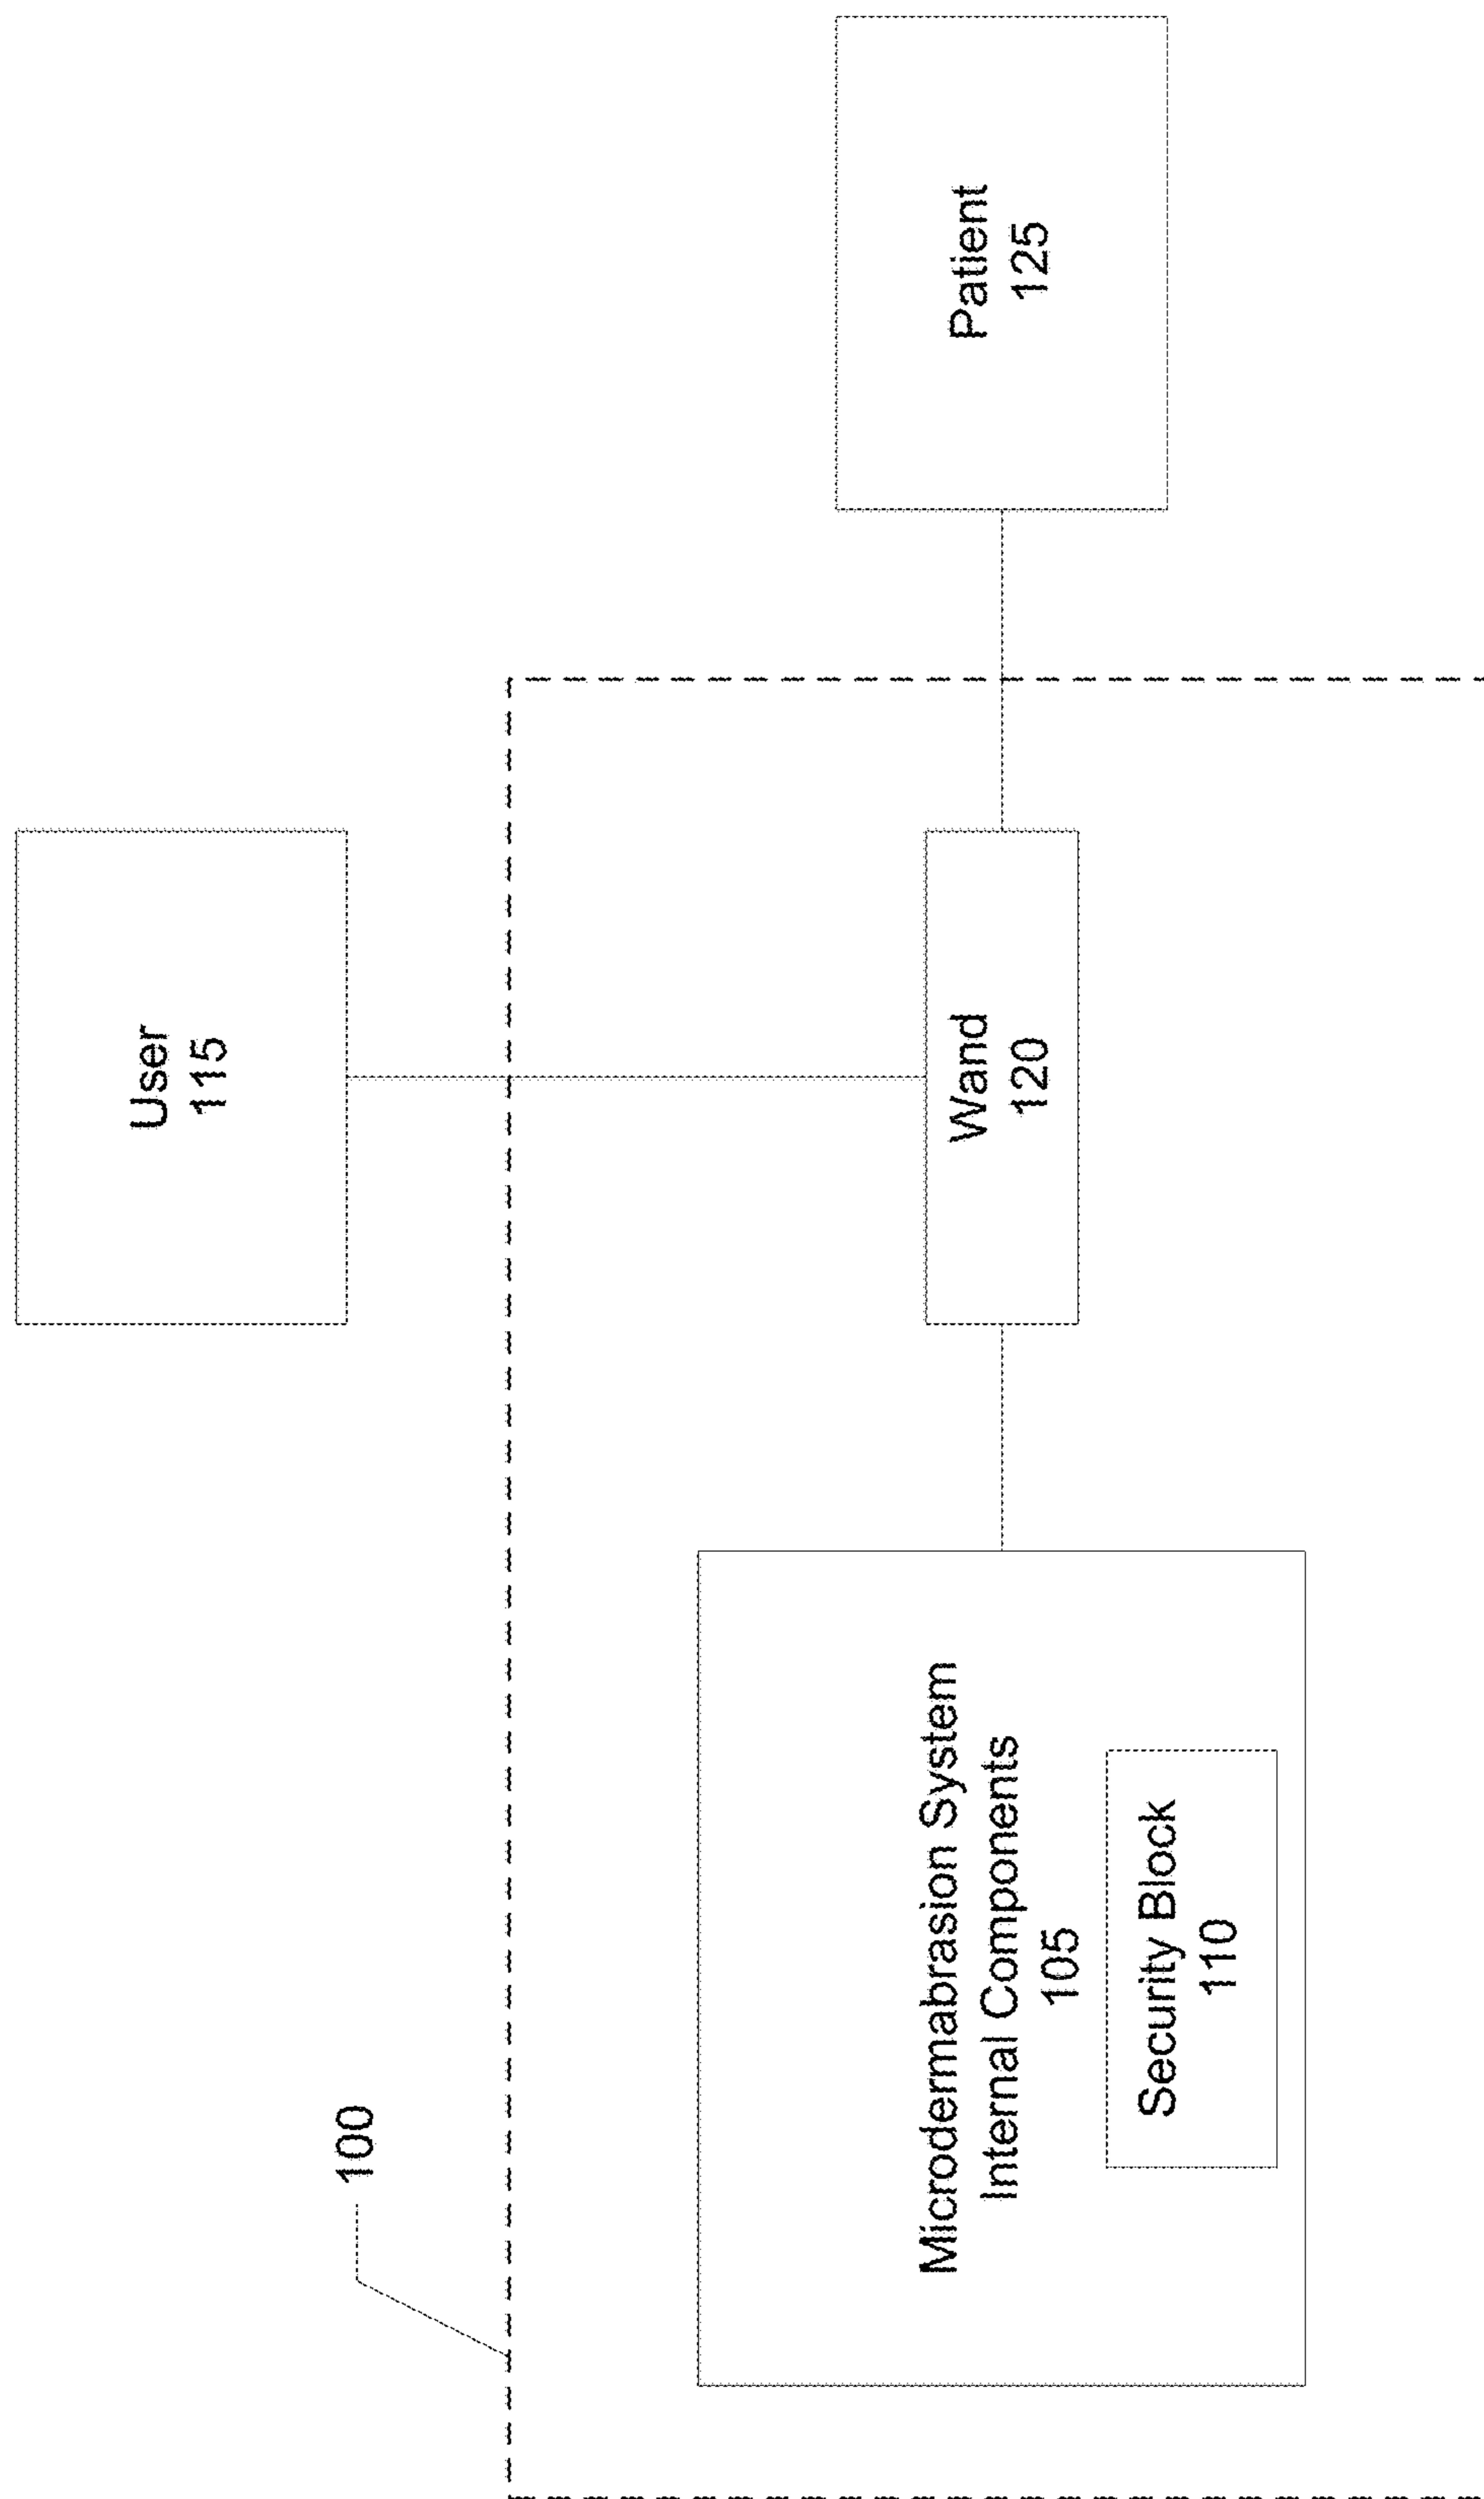 100
User
115
Microdermabrasion System
Internal Components
105
Security Block
110
Wand
120
Patient
125